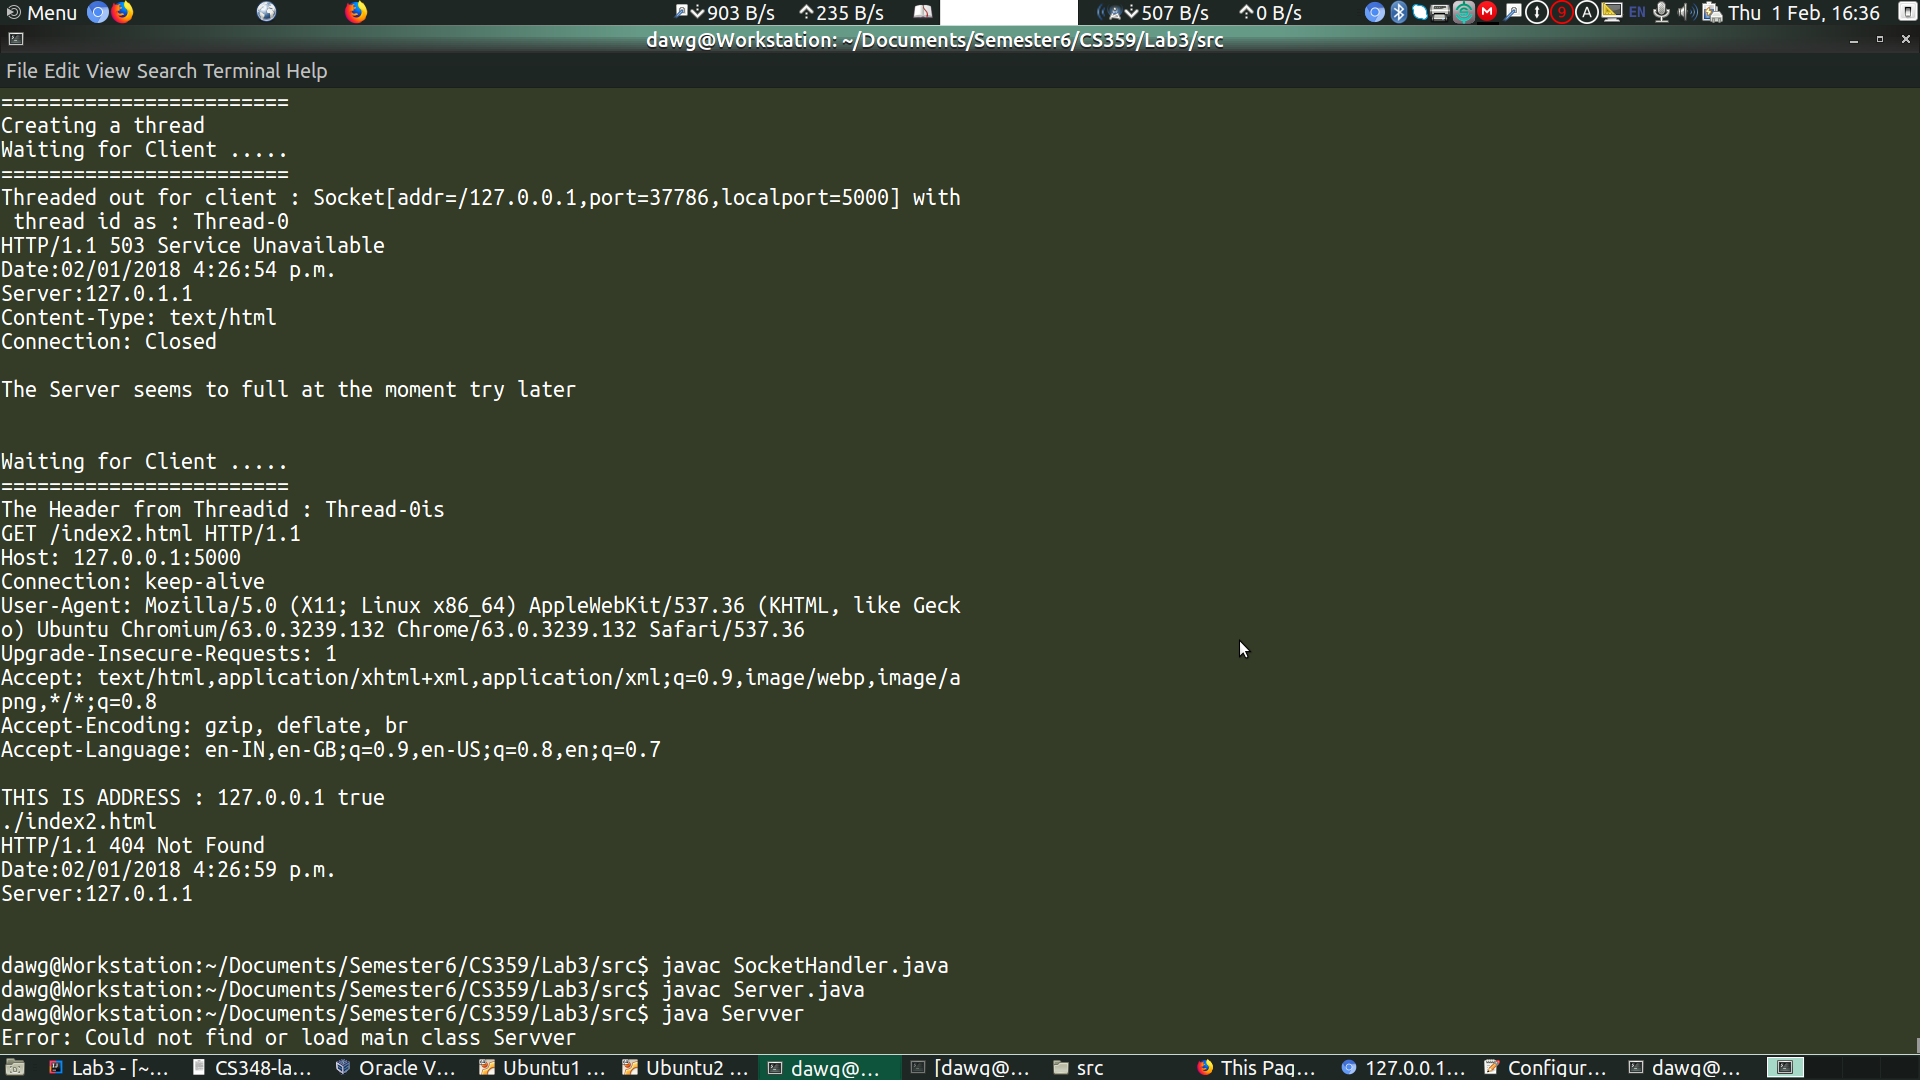 Menu 903 B/s 235 B/s 507 B/s 0 B/s M 9 A EN Thu 1 Feb, 16:36
dawg@Workstation: ~/Documents/Semester6/CS359/Lab3/src
File Edit View Search Terminal Help
========================
Creating a thread
Waiting for Client .....
========================
Threaded out for client : Socket[addr=/127.0.0.1,port=37786,localport=5000] with
 thread id as : Thread-0
HTTP/1.1 503 Service Unavailable
Date:02/01/2018 4:26:54 p.m.
Server:127.0.1.1
Content-Type: text/html
Connection: Closed

The Server seems to full at the moment try later

Waiting for Client .....
========================
The Header from Threadid : Thread-0is
GET /index2.html HTTP/1.1
Host: 127.0.0.1:5000
Connection: keep-alive
User-Agent: Mozilla/5.0 (X11; Linux x86_64) AppleWebKit/537.36 (KHTML, like Geck
o) Ubuntu Chromium/63.0.3239.132 Chrome/63.0.3239.132 Safari/537.36
Upgrade-Insecure-Requests: 1
Accept: text/html,application/xhtml+xml,application/xml;q=0.9,image/webp,image/a
png,*/*;q=0.8
Accept-Encoding: gzip, deflate, br
Accept-Language: en-IN,en-GB;q=0.9,en-US;q=0.8,en;q=0.7

THIS IS ADDRESS : 127.0.0.1 true
./index2.html
HTTP/1.1 404 Not Found
Date:02/01/2018 4:26:59 p.m.
Server:127.0.1.1

dawg@Workstation:~/Documents/Semester6/CS359/Lab3/src$ javac SocketHandler.java
dawg@Workstation:~/Documents/Semester6/CS359/Lab3/src$ javac Server.java
dawg@Workstation:~/Documents/Semester6/CS359/Lab3/src$ java Servver
Error: Could not find or load main class Servver
Lab3 - [~... CS348-la... Oracle V... Ubuntu1 ... Ubuntu2 ... dawg@... [dawg@... src This Pag... 127.0.0.1... Configur... dawg@...